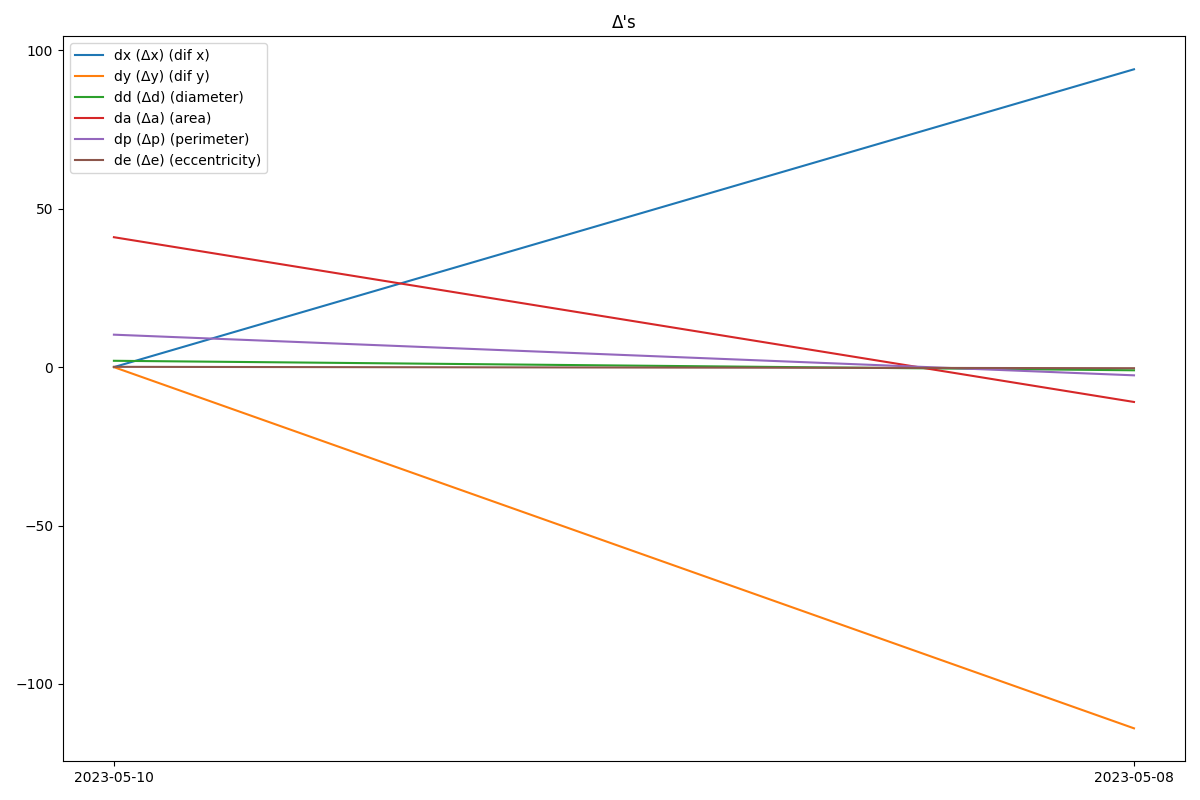 Δ's
dx (Δx) (dif x)
dy (Δy) (dif y)
dd (Δd) (diameter)
da (Δa) (area)
dp (Δp) (perimeter)
de (Δe) (eccentricity)
100
50
0
−50
−100
2023-05-10
2023-05-08